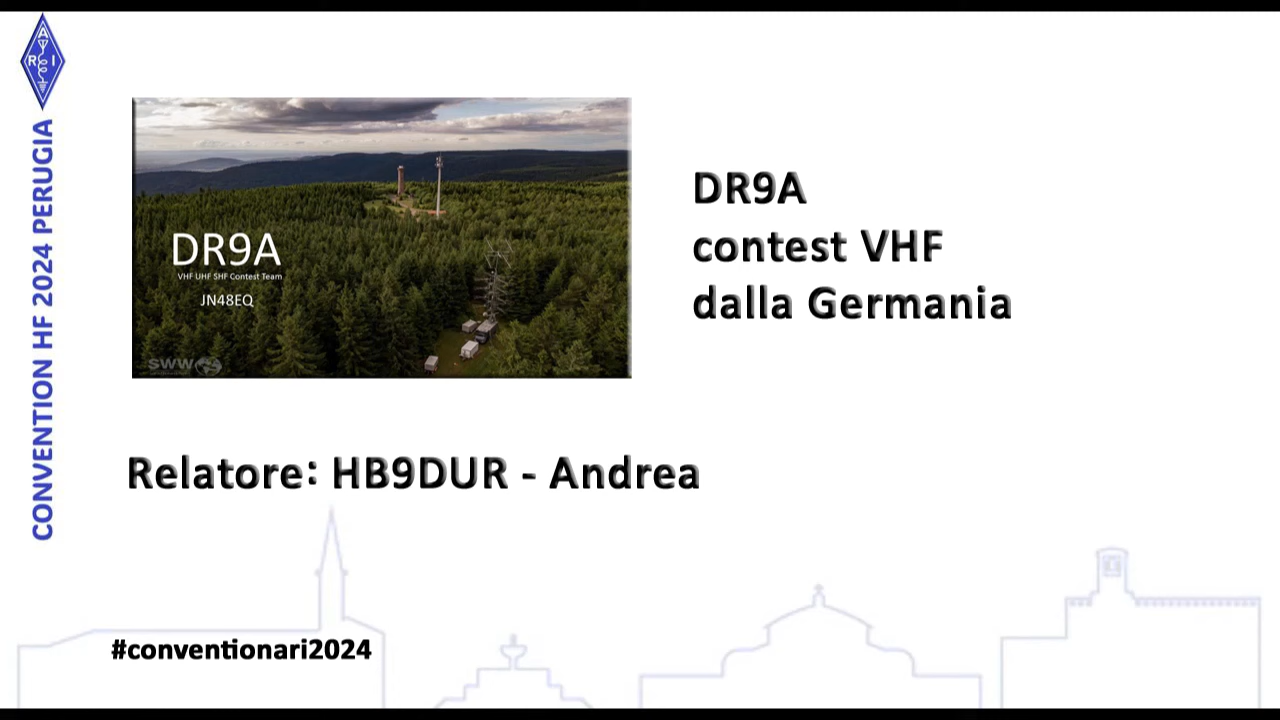 A
R I
CONVENTION HF 2024 PERUGIA
DR9A
VHF UHF SHF Contest Team
JN48EQ
SWW
DR9A
contest VHF
dalla Germania
Relatore: HB9DUR - Andrea
#conventionari2024